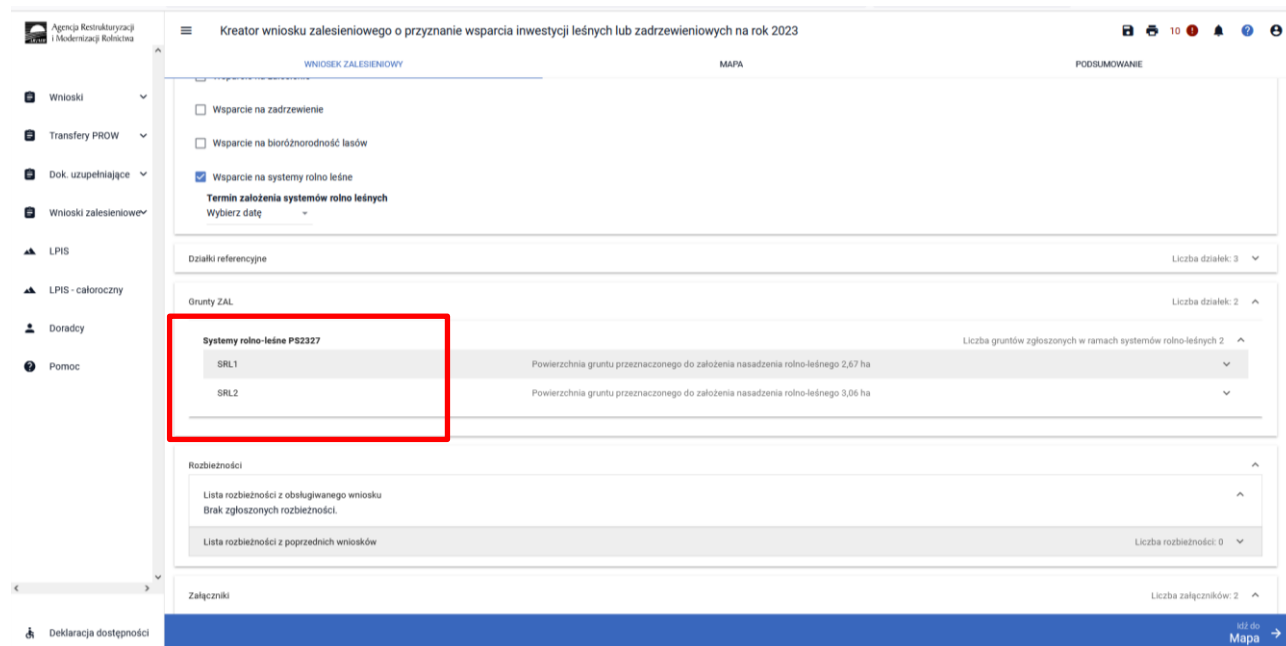 Agencja Restrukturyzacji
i Modernizacji Rolnictwa
Kreator wniosku zalesieniowego o przyznanie wsparcia inwestycji leśnych lub zadrzewieniowych na rok 2023
10
WNIOSEK ZALESIENIOWY
MAPA
PODSUMOWANIE
Wnioski
Transfery PROW
Dok. uzupełniające
Wnioski zalesieniowe
LPIS
LPIS - całoroczny
Doradcy
Pomoc
Deklaracja dostępności
Wsparcie na zadrzewienie
Wsparcie na bioróżnorodność lasów
Wsparcie na systemy rolno leśne
Termin założenia systemów rolno leśnych
Wybierz datę
Działki referencyjne
Liczba działek: 3
Grunty ZAL
Liczba działek: 2
Systemy rolno-leśne PS2327
Liczba gruntów zgłoszonych w ramach systemów rolno-leśnych 2
SRL1 Powierzchnia gruntu przeznaczonego do założenia nasadzenia rolno-leśnego 2,67 ha
SRL2 Powierzchnia gruntu przeznaczonego do założenia nasadzenia rolno-leśnego 3,06 ha
Rozbieżności
Lista rozbieżności z obsługiwanego wniosku
Brak zgłoszonych rozbieżności.
Lista rozbieżności z poprzednich wniosków
Liczba rozbieżności: 0
Załączniki
Liczba załączników: 2
Idź do
Mapa